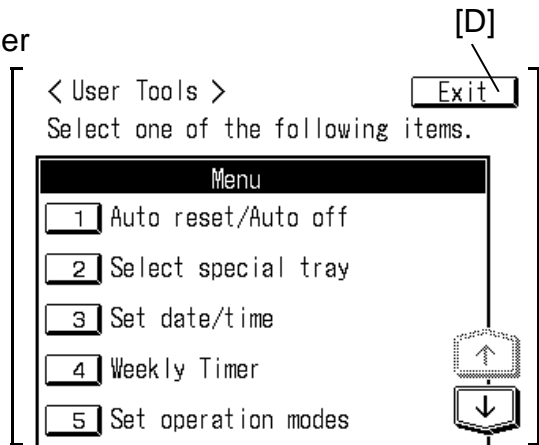 er
[D]
< User Tools >
Exit
Select one of the following items.
Menu
1 Auto reset/Auto off
2 Select special tray
3 Set date/time
4 Weekly Timer
5 Set operation modes